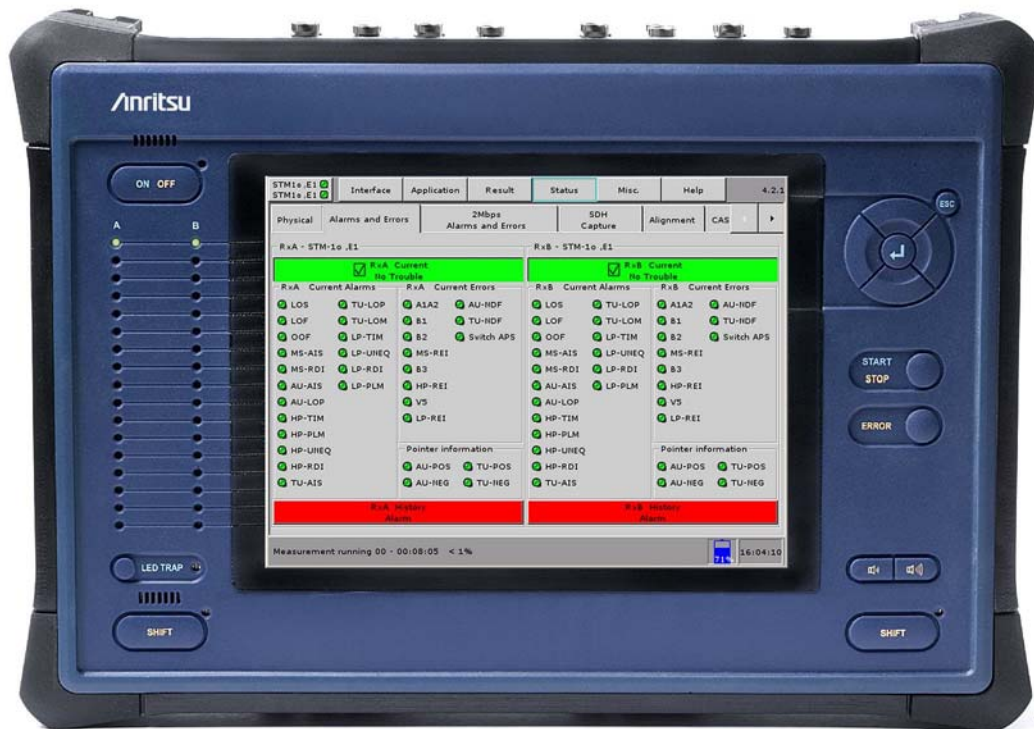 Anritsu
ON OFF
A B
LED TRAP
SHIFT
STM1o ,E1
STM1o ,E1
Interface Application Result Status Misc. Help 4.2.1
Physical Alarms and Errors 2Mbps Alarms and Errors SDH Capture Alignment CAS
RxA - STM-1o ,E1
RxA Current
No Trouble
RxA Current Alarms
LOS TU-LOP
LOF TU-LOM
OOF LP-TIM
MS-AIS LP-UNEQ
MS-RDI LP-RDI
AU-AIS LP-PLM
AU-LOP
HP-TIM
HP-PLM
HP-UNEQ
HP-RDI
TU-AIS
RxA Current Errors
A1A2 AU-NDF
B1 TU-NDF
B2 Switch APS
MS-REI
B3
HP-REI
V5
LP-REI
Pointer information
AU-POS TU-POS
AU-NEG TU-NEG
RxA History
Alarm
RxB - STM-1o ,E1
RxB Current
No Trouble
RxB Current Alarms
LOS TU-LOP
LOF TU-LOM
OOF LP-TIM
MS-AIS LP-UNEQ
MS-RDI LP-RDI
AU-AIS LP-PLM
AU-LOP
HP-TIM
HP-PLM
HP-UNEQ
HP-RDI
TU-AIS
RxB Current Errors
A1A2 AU-NDF
B1 TU-NDF
B2 Switch APS
MS-REI
B3
HP-REI
V5
LP-REI
Pointer information
AU-POS TU-POS
AU-NEG TU-NEG
RxB History
Alarm
Measurement running 00 - 00:08:05 < 1%
71% 16:04:10
ESC
START
STOP
ERROR
SHIFT